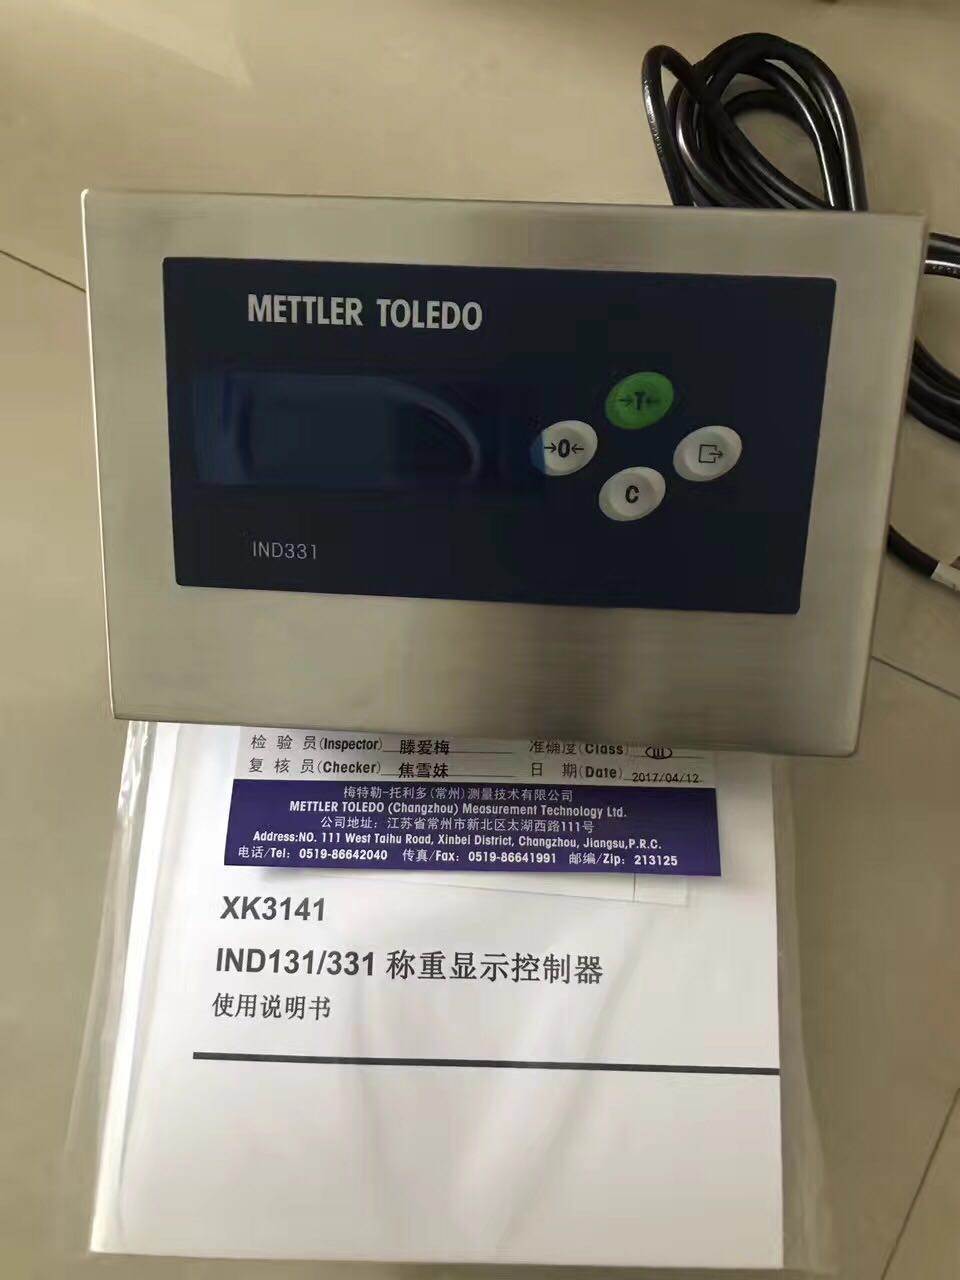 METTLER TOLEDO
→T←
→0←
C
IND331
检 验 员(Inspector) 滕爱梅 准确度(Class) III
复 核 员(Checker) 焦雪妹 日 期(Date) 2017/04/12
梅特勒-托利多(常州)测量技术有限公司
METTLER TOLEDO (Changzhou) Measurement Technology Ltd.
公司地址: 江苏省常州市新北区太湖西路111号
Address:NO. 111 West Taihu Road, Xinbei District, Changzhou, Jiangsu,P.R.C.
电话/Tel: 0519-86642040 传真/Fax: 0519-86641991 邮编/Zip: 213125
XK3141
IND131/331 称重显示控制器
使用说明书